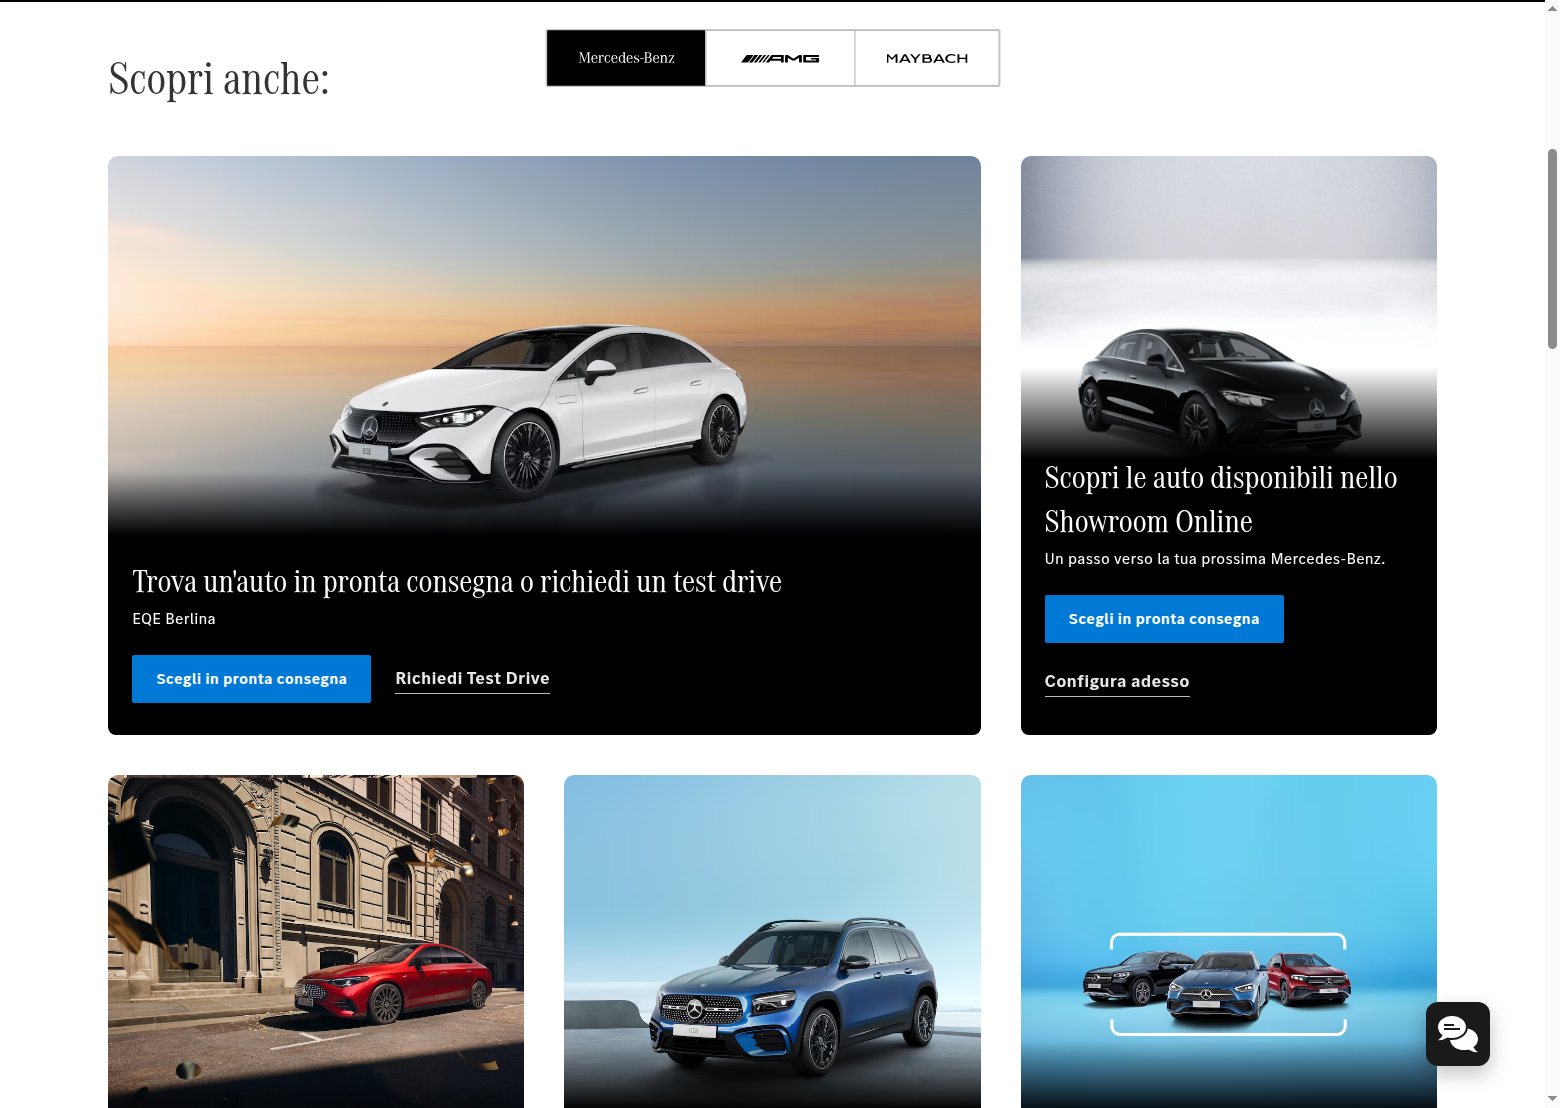 Scopri anche:
Mercedes-Benz
AMG
MAYBACH
Trova un'auto in pronta consegna o richiedi un test drive
EQE Berlina
Scegli in pronta consegna
Richiedi Test Drive
Scopri le auto disponibili nello
Showroom Online
Un passo verso la tua prossima Mercedes-Benz.
Scegli in pronta consegna
Configura adesso